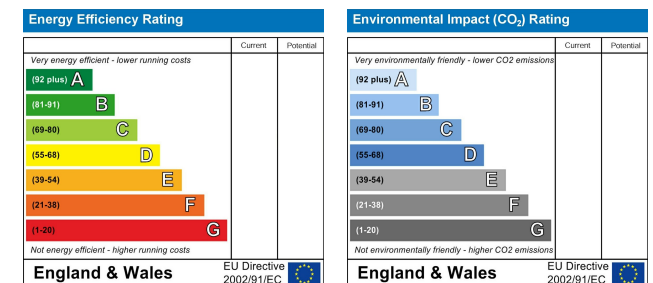 Energy Efficiency Rating
Current Potential
Very energy efficient - lower running costs
(92 plus) A
(81-91) B
(69-80) C
(55-68) D
(39-54) E
(21-38) F
(1-20) G
Not energy efficient - higher running costs
England & Wales
EU Directive
2002/91/EC
Environmental Impact (CO₂) Rating
Current Potential
Very environmentally friendly - lower CO2 emissions
(92 plus) A
(81-91) B
(69-80) C
(55-68) D
(39-54) E
(21-38) F
(1-20) G
Not environmentally friendly - higher CO2 emissions
England & Wales
EU Directive
2002/91/EC